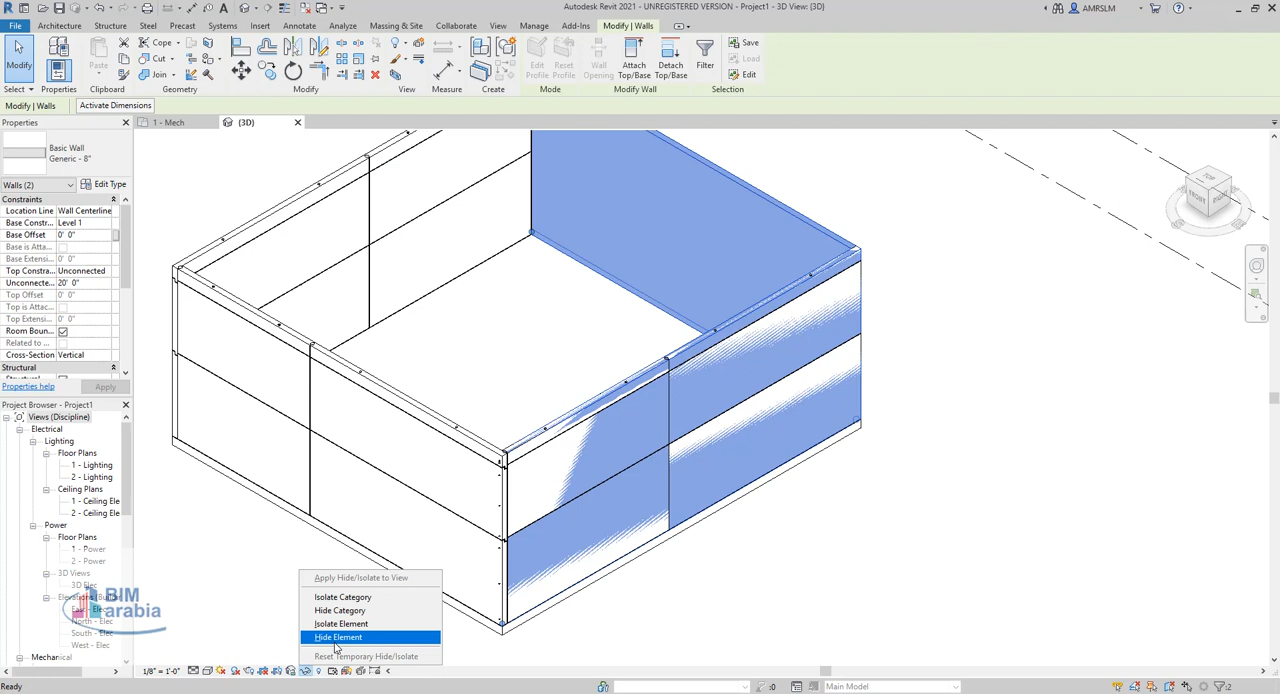 Autodesk Revit 2021 - UNREGISTERED VERSION - Project1 - 3D View: {3D}
AMRSLM
File Architecture Structure Steel Precast Systems Insert Annotate Analyze Massing & Site Collaborate View Manage Add-Ins Modify | Walls
Modify
Select
Properties
Paste
Clipboard
Cope
Cut
Join
Geometry
Modify
View
Measure
Create
Edit Profile
Reset Profile
Mode
Wall Opening
Attach Top/Base
Detach Top/Base
Modify Wall
Filter
Save
Load
Edit
Selection
Modify | Walls Activate Dimensions
Properties
1 - Mech
{3D}
Basic Wall
Generic - 8"
Walls (2)
Edit Type
Constraints
Location Line Wall Centerline
Base Constr... Level 1
Base Offset 0' 0"
Base is Attac...
Base Extensi... 0' 0"
Top Constra... Unconnected
Unconnecte... 20' 0"
Top Offset 0' 0"
Top is Attac...
Top Extensi... 0' 0"
Room Boun...
Related to ...
Cross-Section Vertical
Structural
Properties help
Apply
Project Browser - Project1
Views (Discipline)
Electrical
Lighting
Floor Plans
1 - Lighting
2 - Lighting
Ceiling Plans
1 - Ceiling Ele
2 - Ceiling Ele
Power
Floor Plans
1 - Power
2 - Power
3D Views
3D Ele
East - Elec
North - Elec
South - Elec
West - Elec
Mechanical
BIM
arabia
TOP
FRONT
RIGHT
Apply Hide/Isolate to View
Isolate Category
Hide Category
Isolate Element
Hide Element
Reset Temporary Hide/Isolate
1/8" = 1'-0"
Ready
:0
Main Model
:2